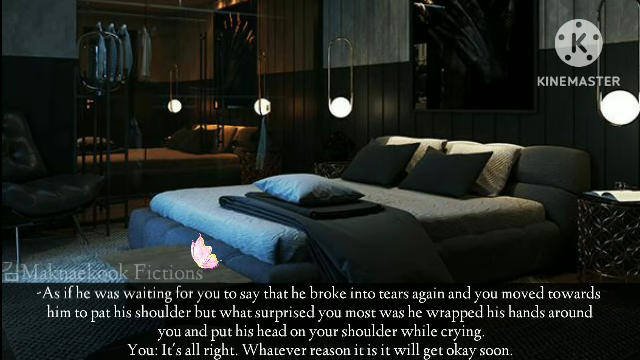 KINEMASTER
Maknaekook Fictions
-As if he was waiting for you to say that he broke into tears again and you moved towards
him to pat his shoulder but what surprised you most was he wrapped his hands around
you and put his head on your shoulder while crying.
You: It's all right. Whatever reason it is it will get okay soon.